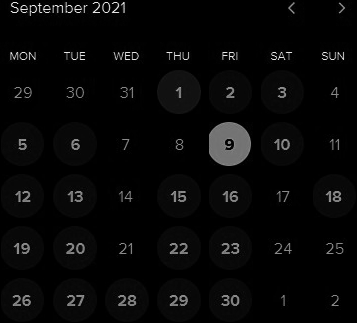 September 2021 < >
MON TUE WED THU FRI SAT SUN
29 30 31 1 2 3 4
5 6 7 8 9 10 11
12 13 14 15 16 17 18
19 20 21 22 23 24 25
26 27 28 29 30 1 2